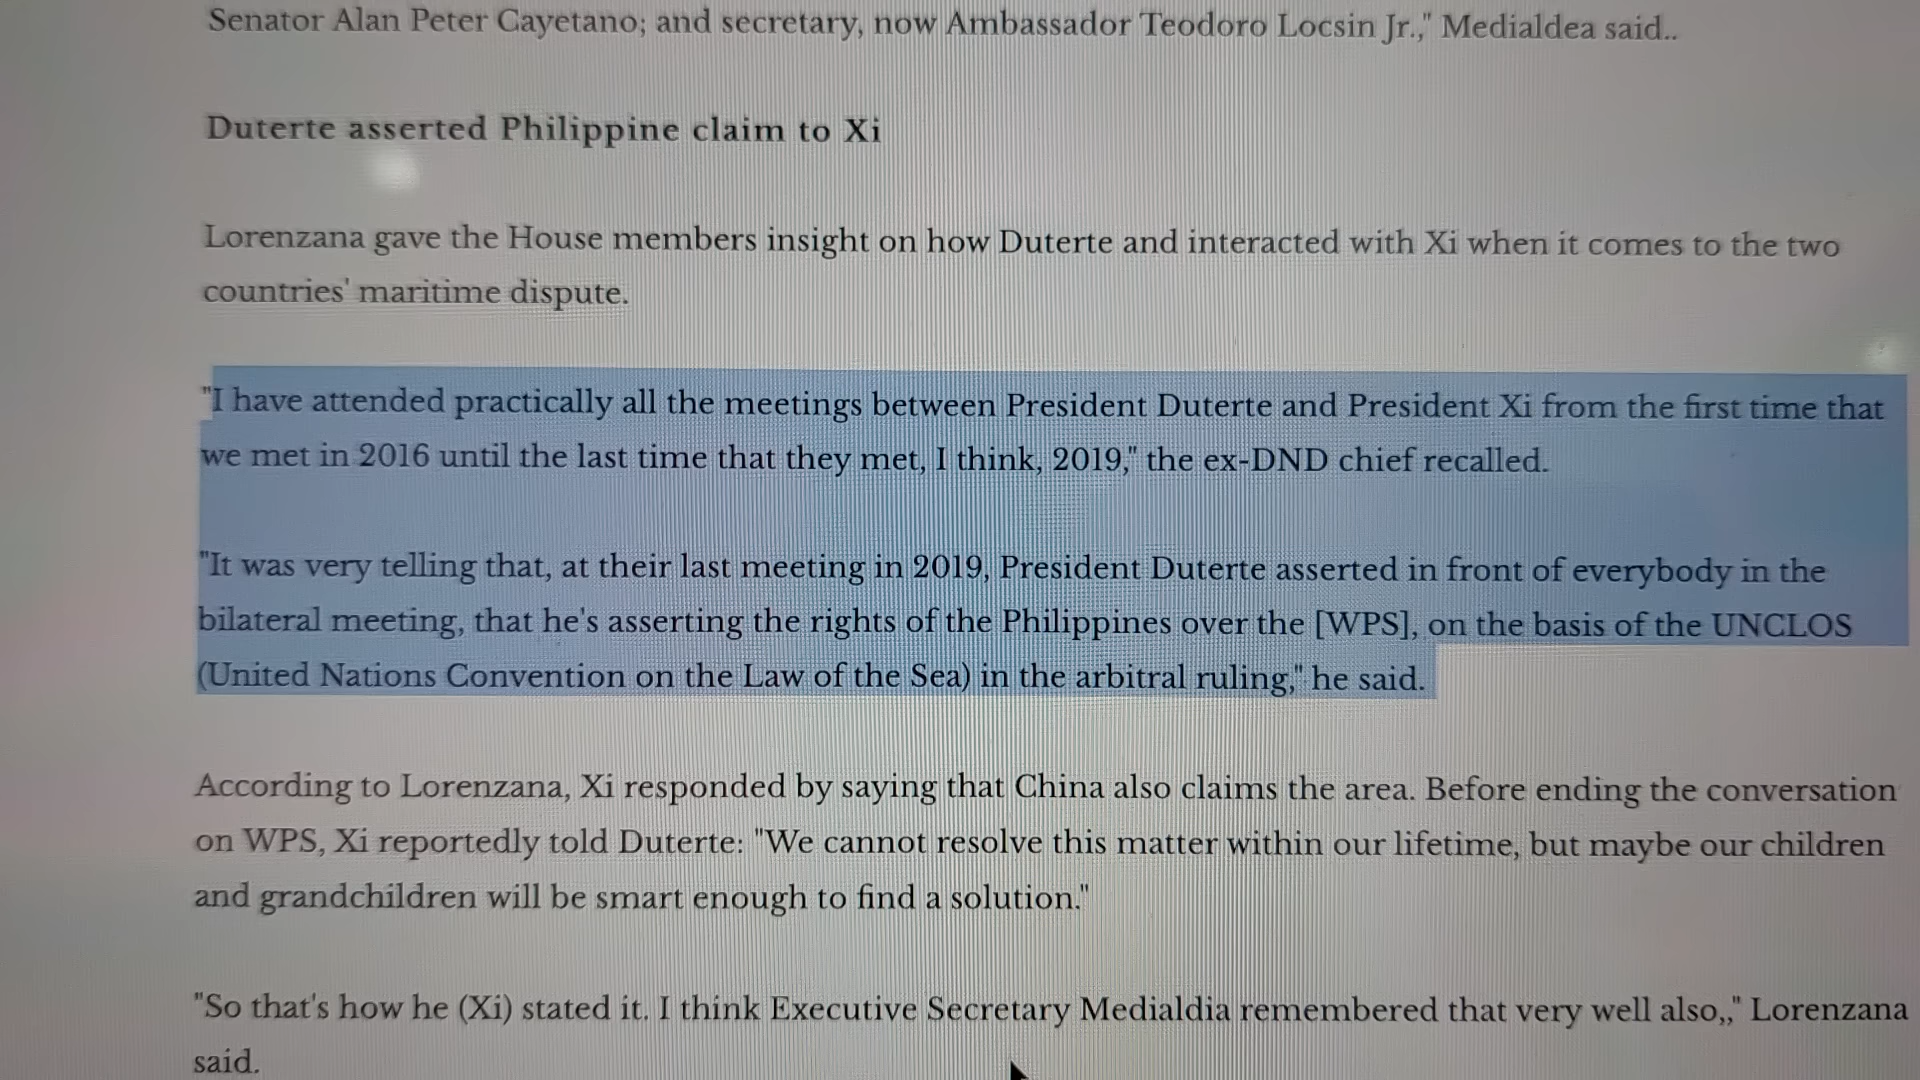 Senator Alan Peter Cayetano; and secretary, now Ambassador Teodoro Locsin Jr.," Medialdea said..
Duterte asserted Philippine claim to Xi
Lorenzana gave the House members insight on how Duterte and interacted with Xi when it comes to the two
countries' maritime dispute.
"I have attended practically all the meetings between President Duterte and President Xi from the first time that
we met in 2016 until the last time that they met, I think, 2019," the ex-DND chief recalled.
"It was very telling that, at their last meeting in 2019, President Duterte asserted in front of everybody in the
bilateral meeting, that he's asserting the rights of the Philippines over the [WPS], on the basis of the UNCLOS
(United Nations Convention on the Law of the Sea) in the arbitral ruling," he said.
According to Lorenzana, Xi responded by saying that China also claims the area. Before ending the conversation
on WPS, Xi reportedly told Duterte: "We cannot resolve this matter within our lifetime, but maybe our children
and grandchildren will be smart enough to find a solution."
"So that's how he (Xi) stated it. I think Executive Secretary Medialdia remembered that very well also,," Lorenzana
said.